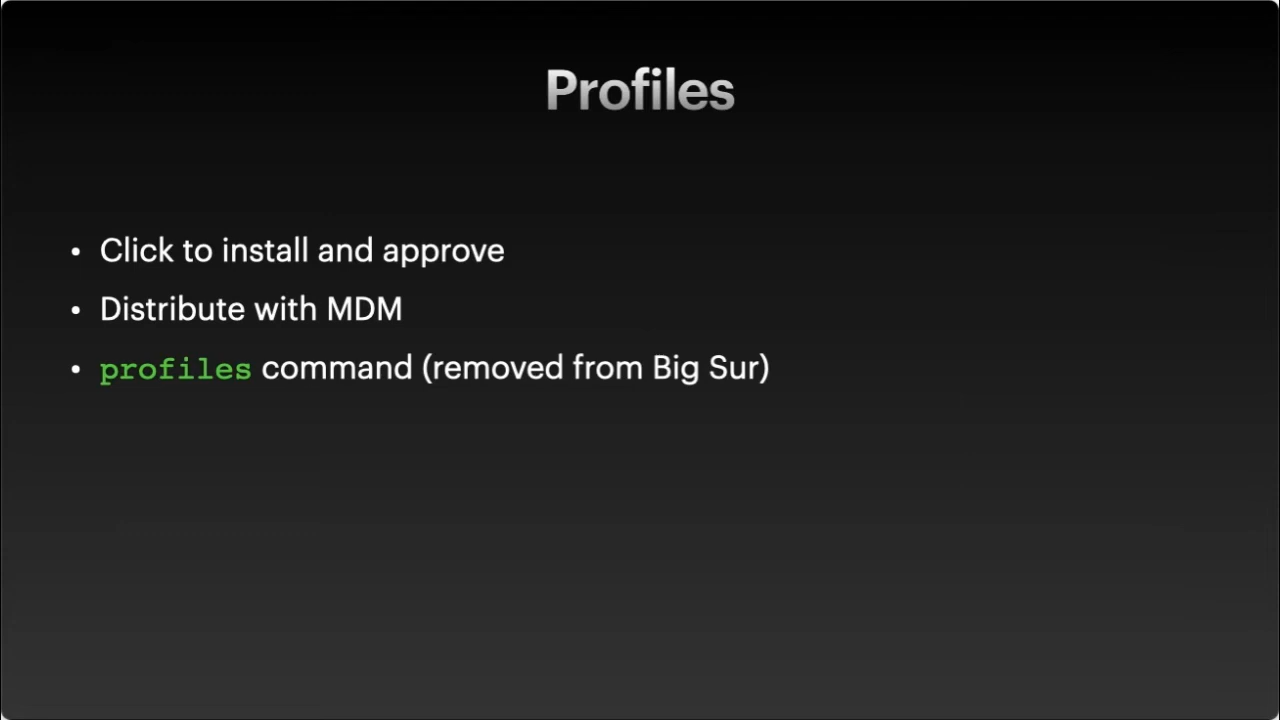 Profiles
• Click to install and approve
• Distribute with MDM
• profiles command (removed from Big Sur)